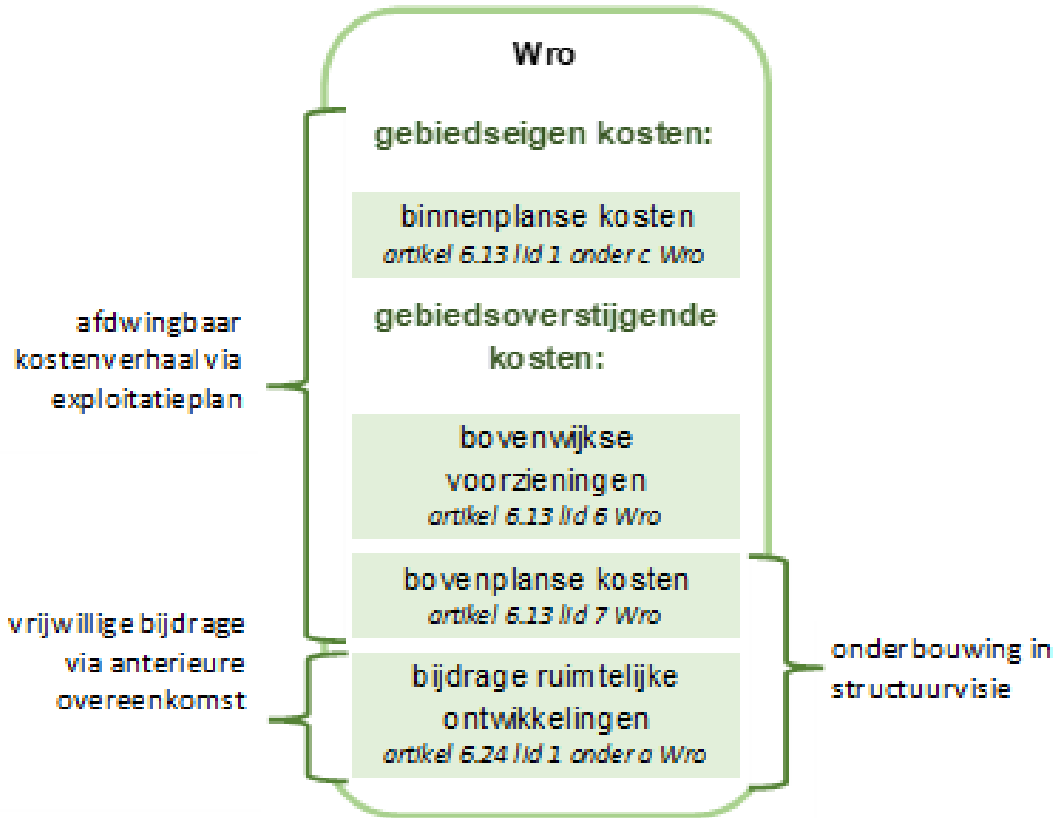 Wro
gebiedseigen kosten:
binnenplanse kosten
artikel 6.13 lid 1 onder c Wro
gebiedsoverstijgende
kosten:
bovenwijkse
voorzieningen
artikel 6.13 lid 6 Wro
bovenplanse kosten
artikel 6.13 lid 7 Wro
bijdrage ruimtelijke
ontwikkelingen
artikel 6.24 lid 1 onder a Wro
afdwingbaar
kostenverhaal via
exploitatieplan
vrijwillige bijdrage
via anterieure
overeenkomst
onderbouwing in
structuurvisie